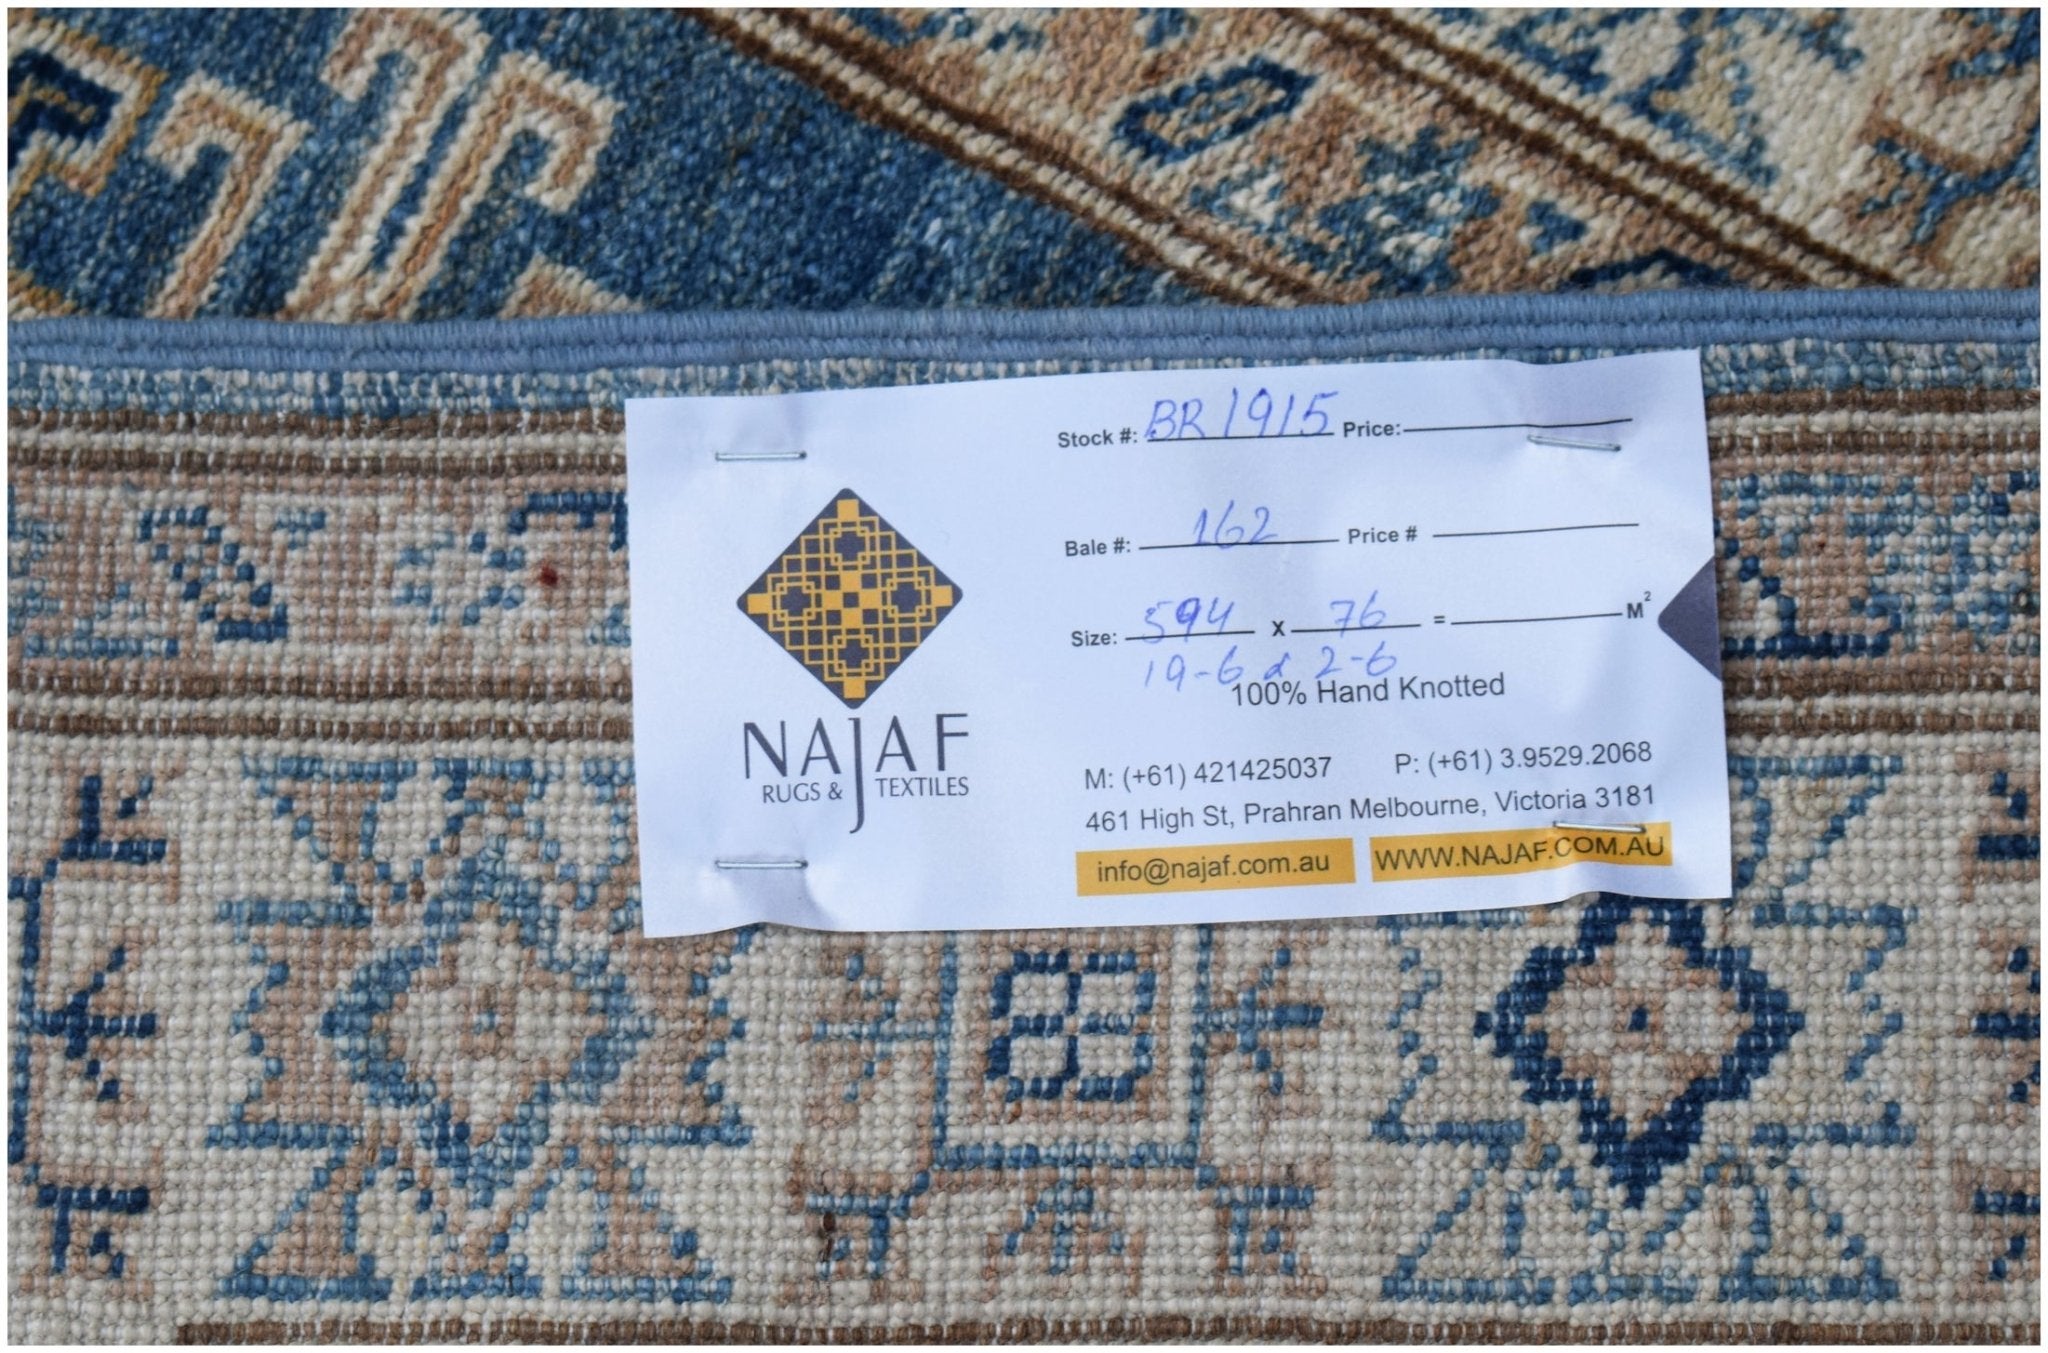 Stock #: BR1915 Price:
Bale #: 162 Price #
Size: 594 x 76 = M²
19-6 x 2-6
100% Hand Knotted
NAJAF
RUGS & TEXTILES
M: (+61) 421425037 P: (+61) 3.9529.2068
461 High St, Prahran Melbourne, Victoria 3181
info@najaf.com.au WWW.NAJAF.COM.AU